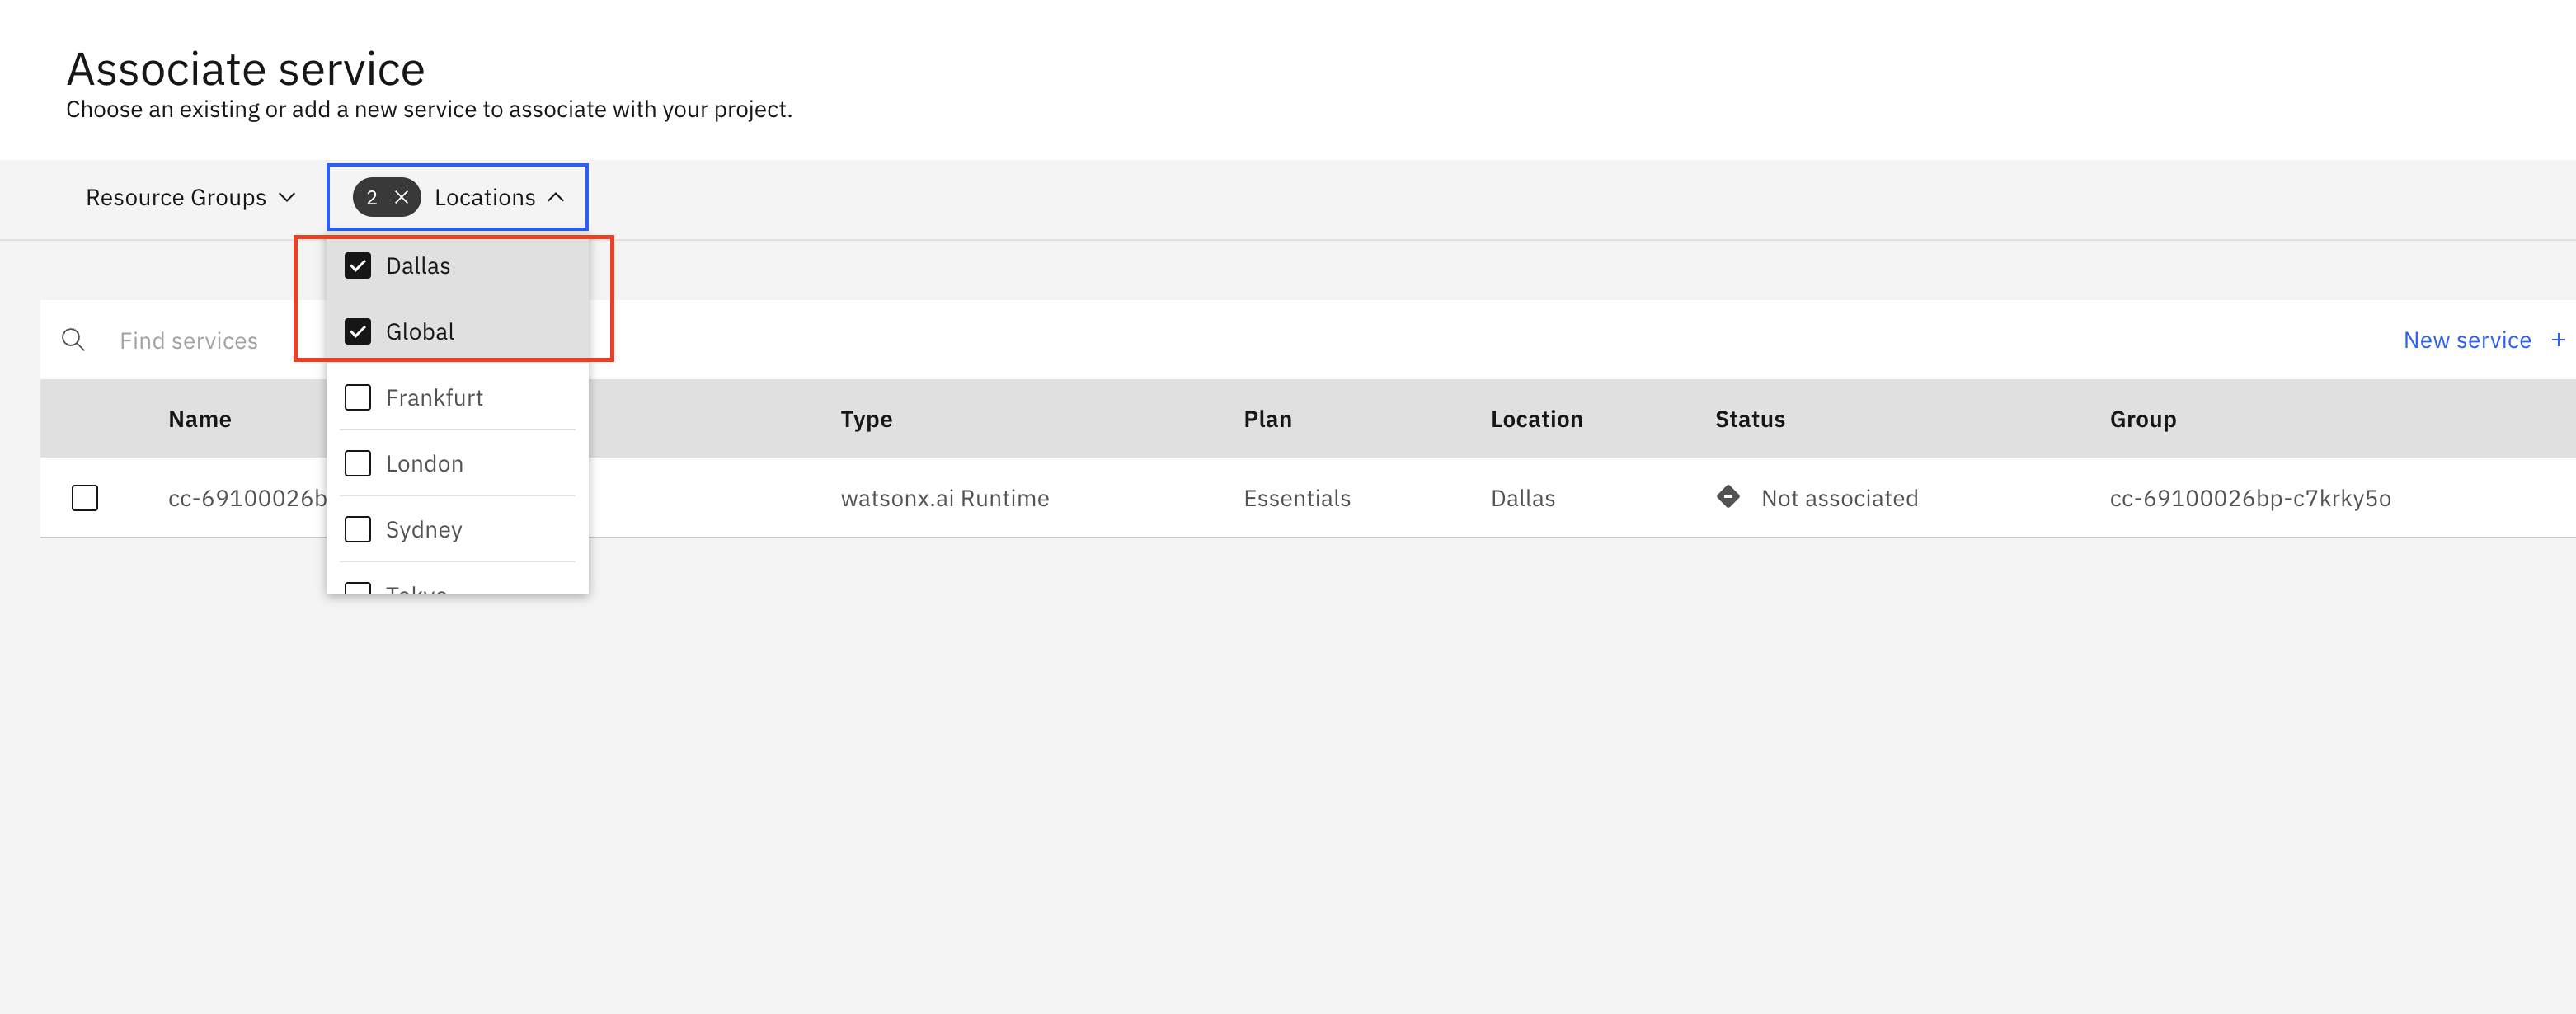 Associate service
Choose an existing or add a new service to associate with your project.
Resource Groups
2 Locations
Dallas
Global
Frankfurt
London
Sydney
Tokyo
Find services
New service +
Name Type Plan Location Status Group
cc-69100026b watsonx.ai Runtime Essentials Dallas Not associated cc-69100026bp-c7krky5o